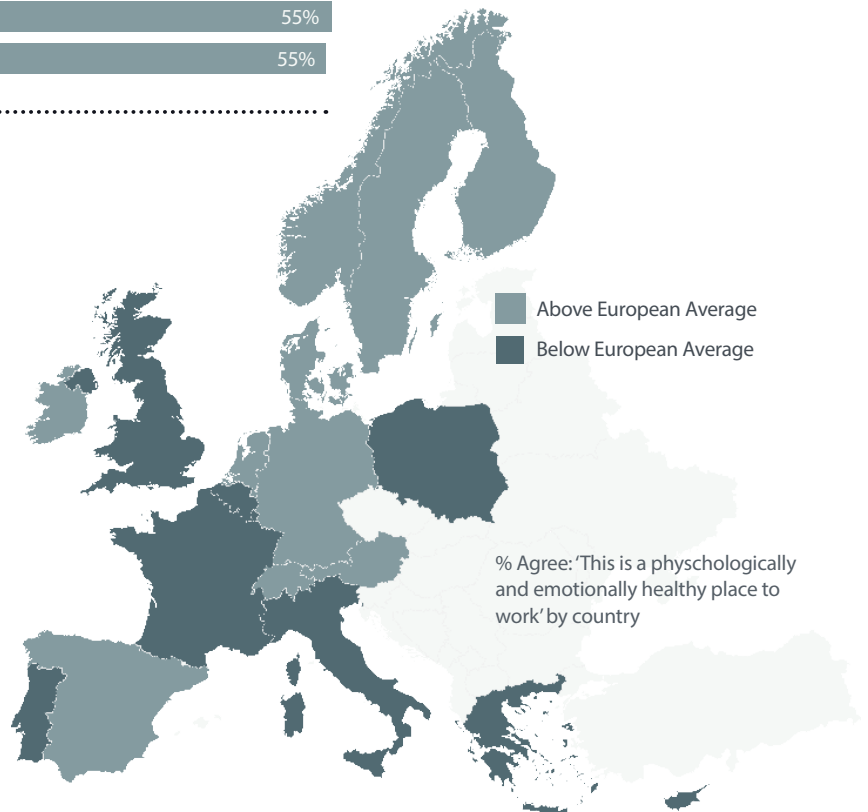 55%
55%
Above European Average
Below European Average
% Agree: ‘This is a physchologically
and emotionally healthy place to
work’ by country